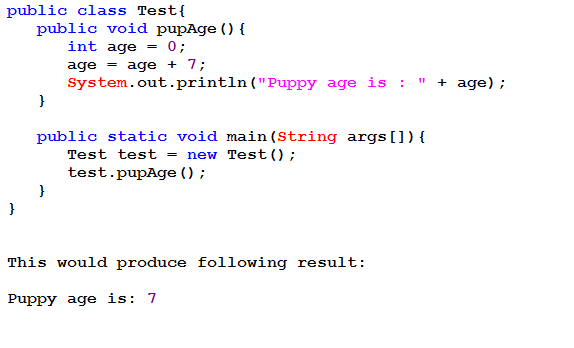 public class Test{
   public void pupAge(){
      int age = 0;
      age = age + 7;
      System.out.println("Puppy age is : " + age);
   }

   public static void main(String args[]){
      Test test = new Test();
      test.pupAge();
   }
}

This would produce following result:

Puppy age is: 7